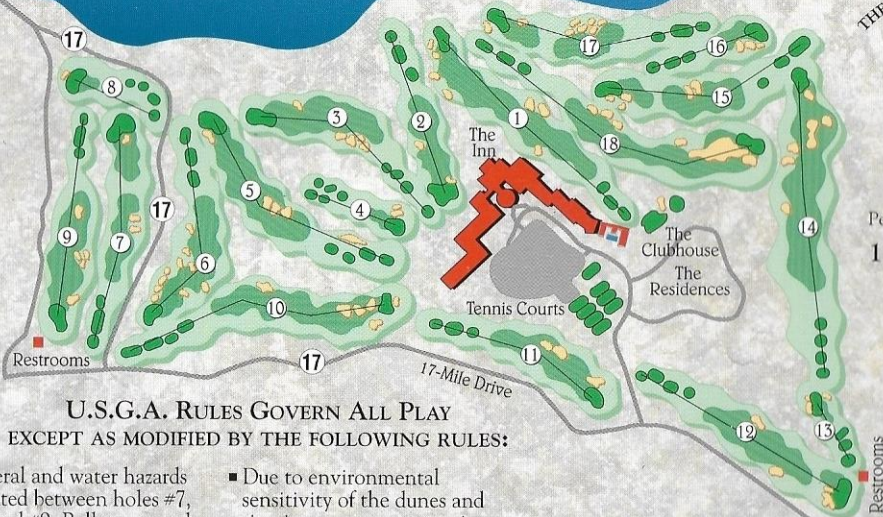 THE
17
17
16
8
15
3
1
2
The
Inn
18
5
17
4
14
9
7
The
Clubhouse
6
The
Residences
1
10
Tennis Courts
Restrooms
17
11
17-Mile Drive
12
13
Restrooms
U.S.G.A. RULES GOVERN ALL PLAY
EXCEPT AS MODIFIED BY THE FOLLOWING RULES:
and water hazards
between holes #7,
■ Due to environmental
sensitivity of the dunes and